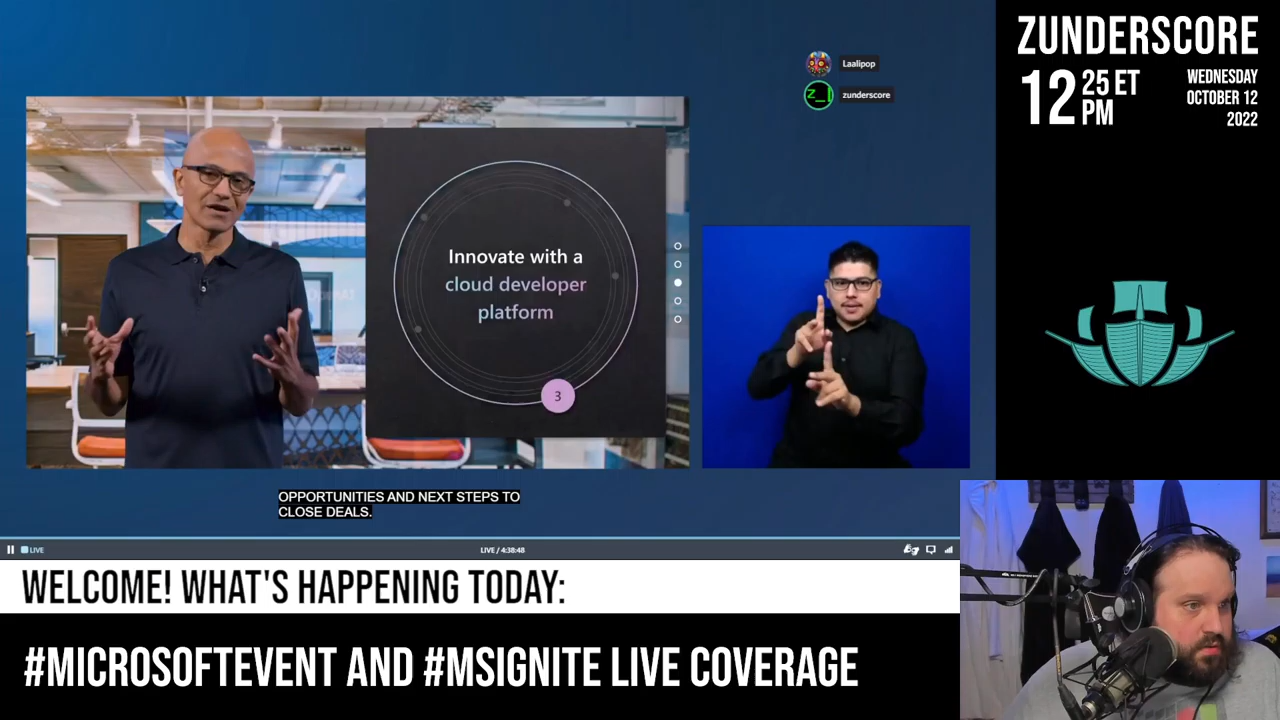 ZUNDERSCORE
12 25 ET
PM
WEDNESDAY
OCTOBER 12
2022
Laalipop
z_
zunderscore
Innovate with a
cloud developer
platform
3
OPPORTUNITIES AND NEXT STEPS TO
CLOSE DEALS.
LIVE
LIVE / 4:38:48
WELCOME! WHAT'S HAPPENING TODAY:
#MICROSOFTEVENT AND #MSIGNITE LIVE COVERAGE